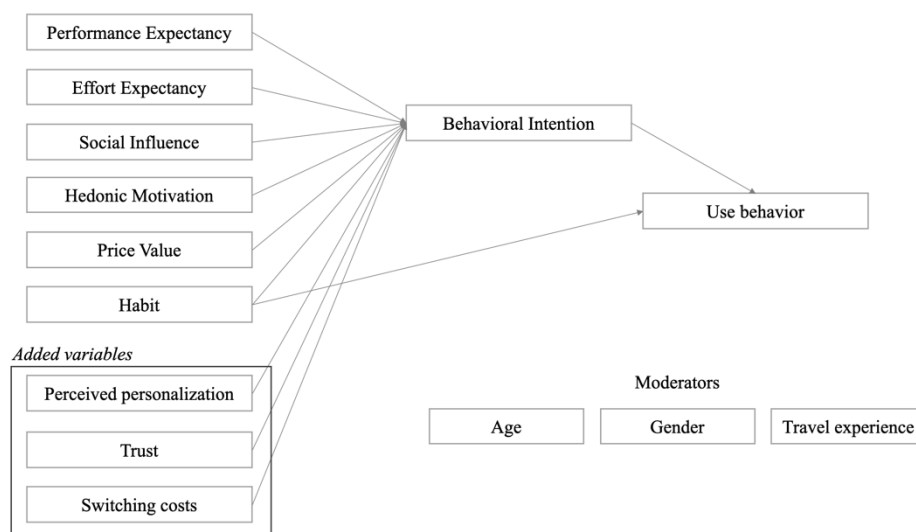 Performance Expectancy
Effort Expectancy
Behavioral Intention
Social Influence
Hedonic Motivation
Use behavior
Price Value
Habit
Added variables
Perceived personalization
Moderators
Age
Gender
Travel experience
Trust
Switching costs